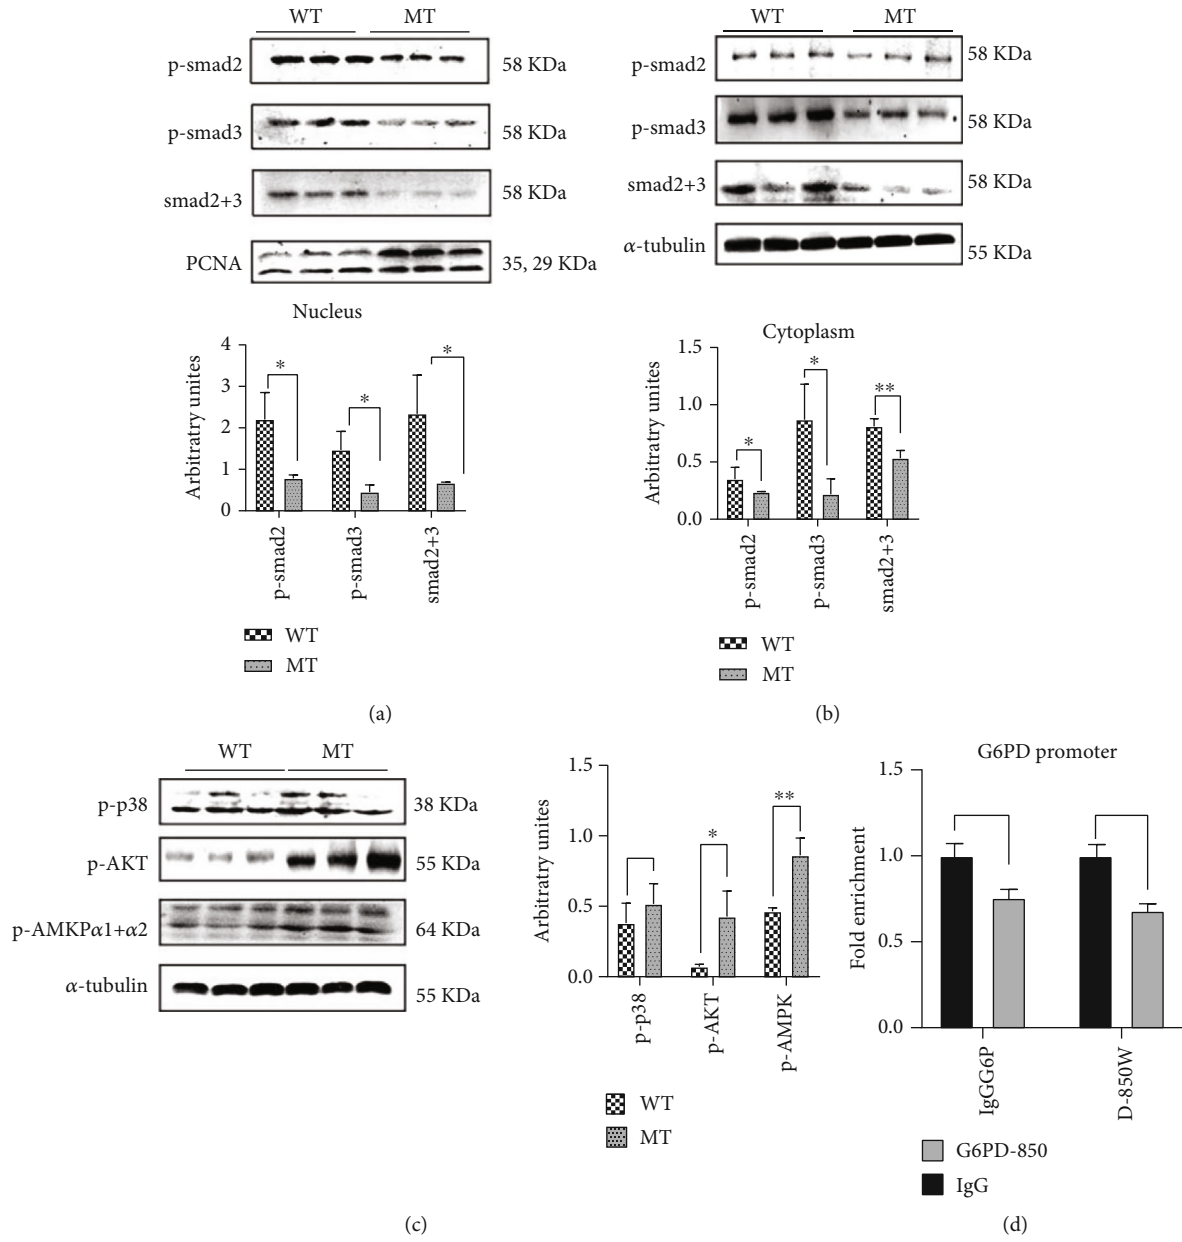 WT MT
p-smad2 58 KDa
p-smad3 58 KDa
smad2+3 58 KDa
PCNA 35, 29 KDa
Nucleus
Arbitratry unites
4
3
2
1
0
* * *
p-smad2 p-smad3 smad2+3
WT
MT
(a)
WT MT
p-smad2 58 KDa
p-smad3 58 KDa
smad2+3 58 KDa
α-tubulin 55 KDa
Cytoplasm
Arbitratry unites
1.5
1.0
0.5
0.0
* * **
p-smad2 p-smad3 smad2+3
WT
MT
(b)
WT MT
p-p38 38 KDa
p-AKT 55 KDa
p-AMKPα1+α2 64 KDa
α-tubulin 55 KDa
Arbitratry unites
1.5
1.0
0.5
0.0
* **
p-p38 p-AKT p-AMPK
WT
MT
(c)
G6PD promoter
Fold enrichment
1.5
1.0
0.5
0.0
IgGG6P D-850W
G6PD-850
IgG
(d)